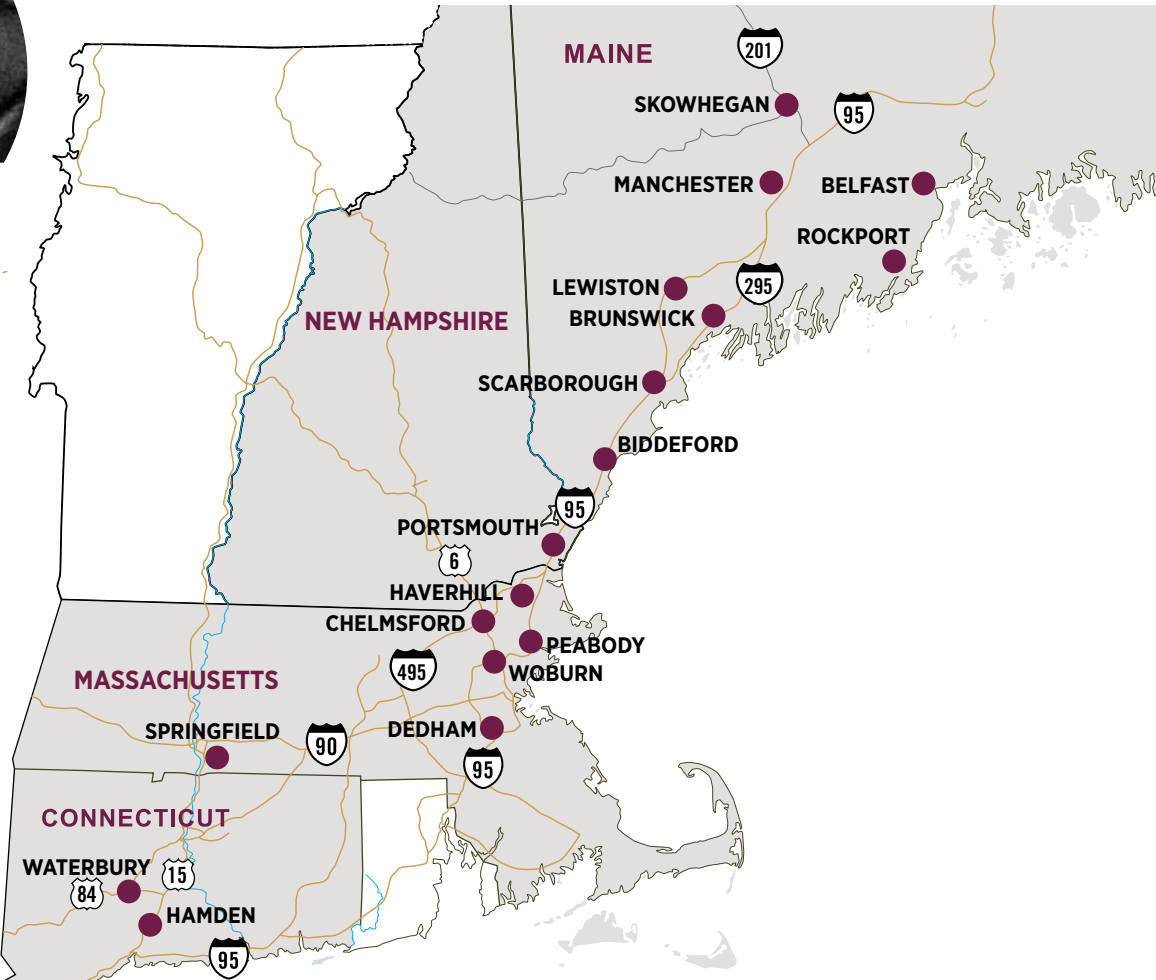 MAINE
201
SKOWHEGAN
95
MANCHESTER
BELFAST
ROCKPORT
295
LEWISTON
BRUNSWICK
NEW HAMPSHIRE
SCARBOROUGH
BIDDEFORD
95
PORTSMOUTH
6
HAVERHILL
CHELMSFORD
PEABODY
495
WOBURN
MASSACHUSETTS
SPRINGFIELD
90
DEDHAM
95
CONNECTICUT
WATERBURY
84
15
HAMDEN
95